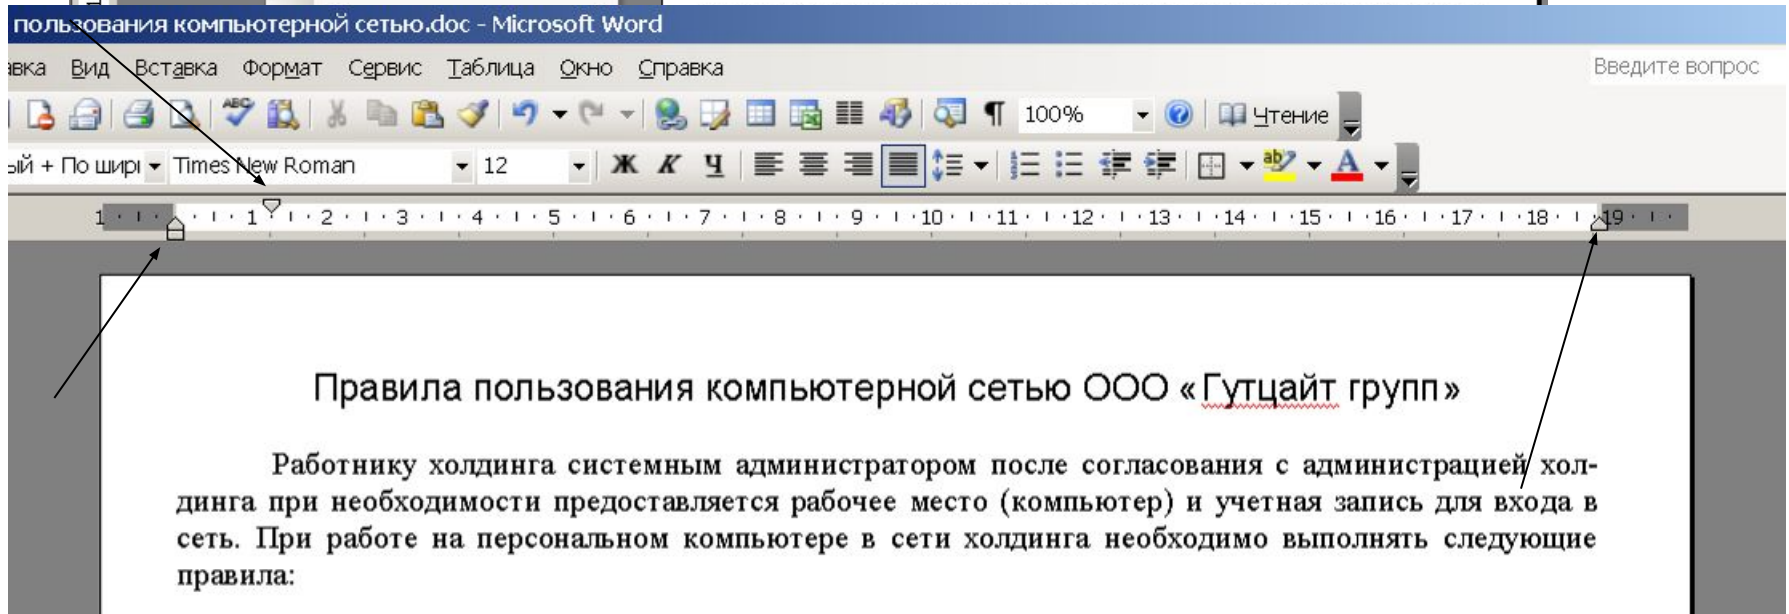 пользования компьютерной сетью.doc - Microsoft Word
авка Вид Вставка Формат Сервис Таблица Окно Справка Введите вопрос
100% Чтение
ый + По шири Times New Roman 12 Ж К Ч
1 1 2 3 4 5 6 7 8 9 10 11 12 13 14 15 16 17 18 19
Правила пользования компьютерной сетью ООО «Гутцайт групп»
Работнику холдинга системным администратором после согласования с администрацией хол-
динга при необходимости предоставляется рабочее место (компьютер) и учетная запись для входа в
сеть. При работе на персональном компьютере в сети холдинга необходимо выполнять следующие
правила: